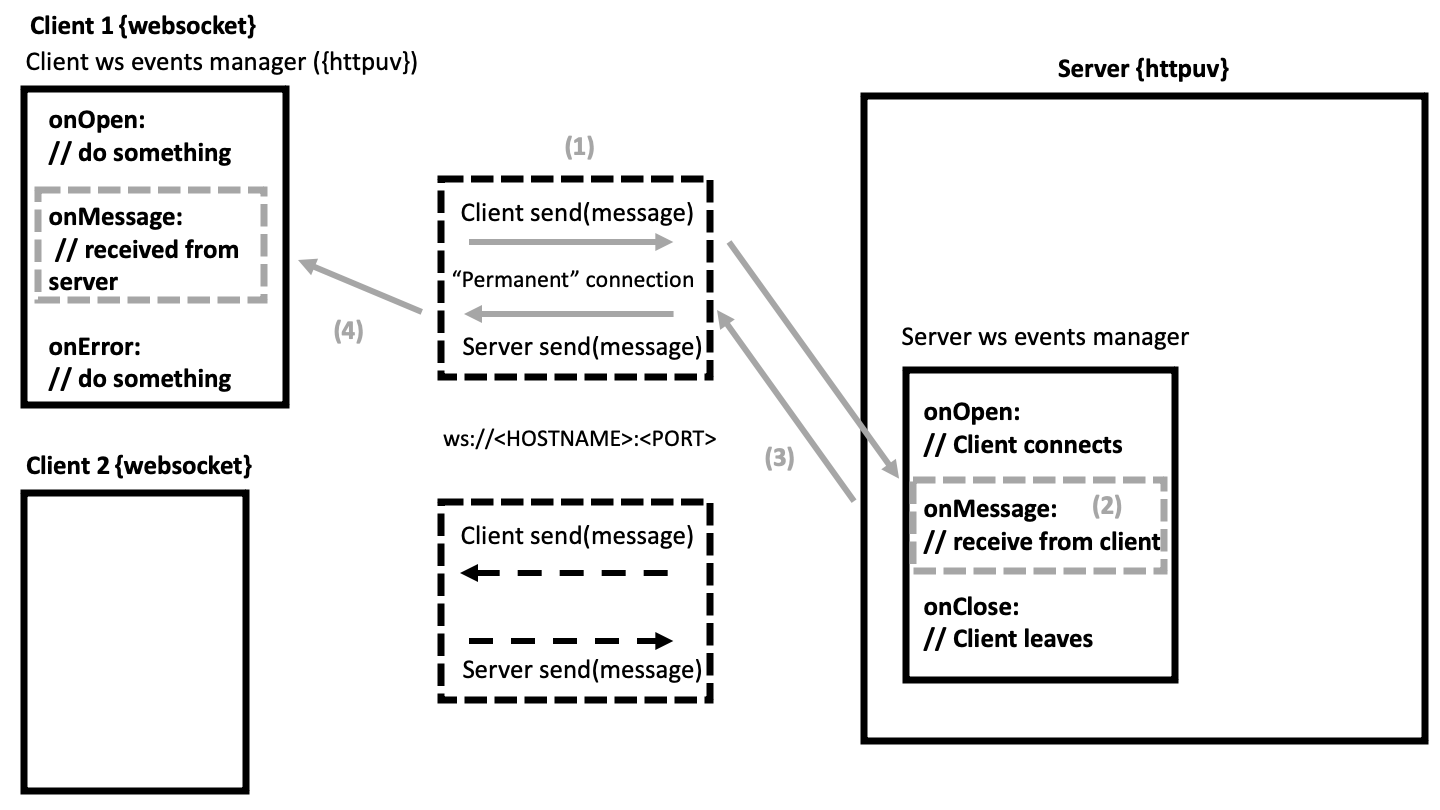 Client 1 {websocket}
Client ws events manager ({httpuv})
onOpen:
// do something
onMessage:
// received from
server
onError:
// do something
Client 2 {websocket}
(1)
Client send(message)
“Permanent” connection
Server send(message)
(4)
ws://<HOSTNAME>:<PORT>
(3)
Client send(message)
Server send(message)
Server {httpuv}
Server ws events manager
onOpen:
// Client connects
onMessage: (2)
// receive from client
onClose:
// Client leaves